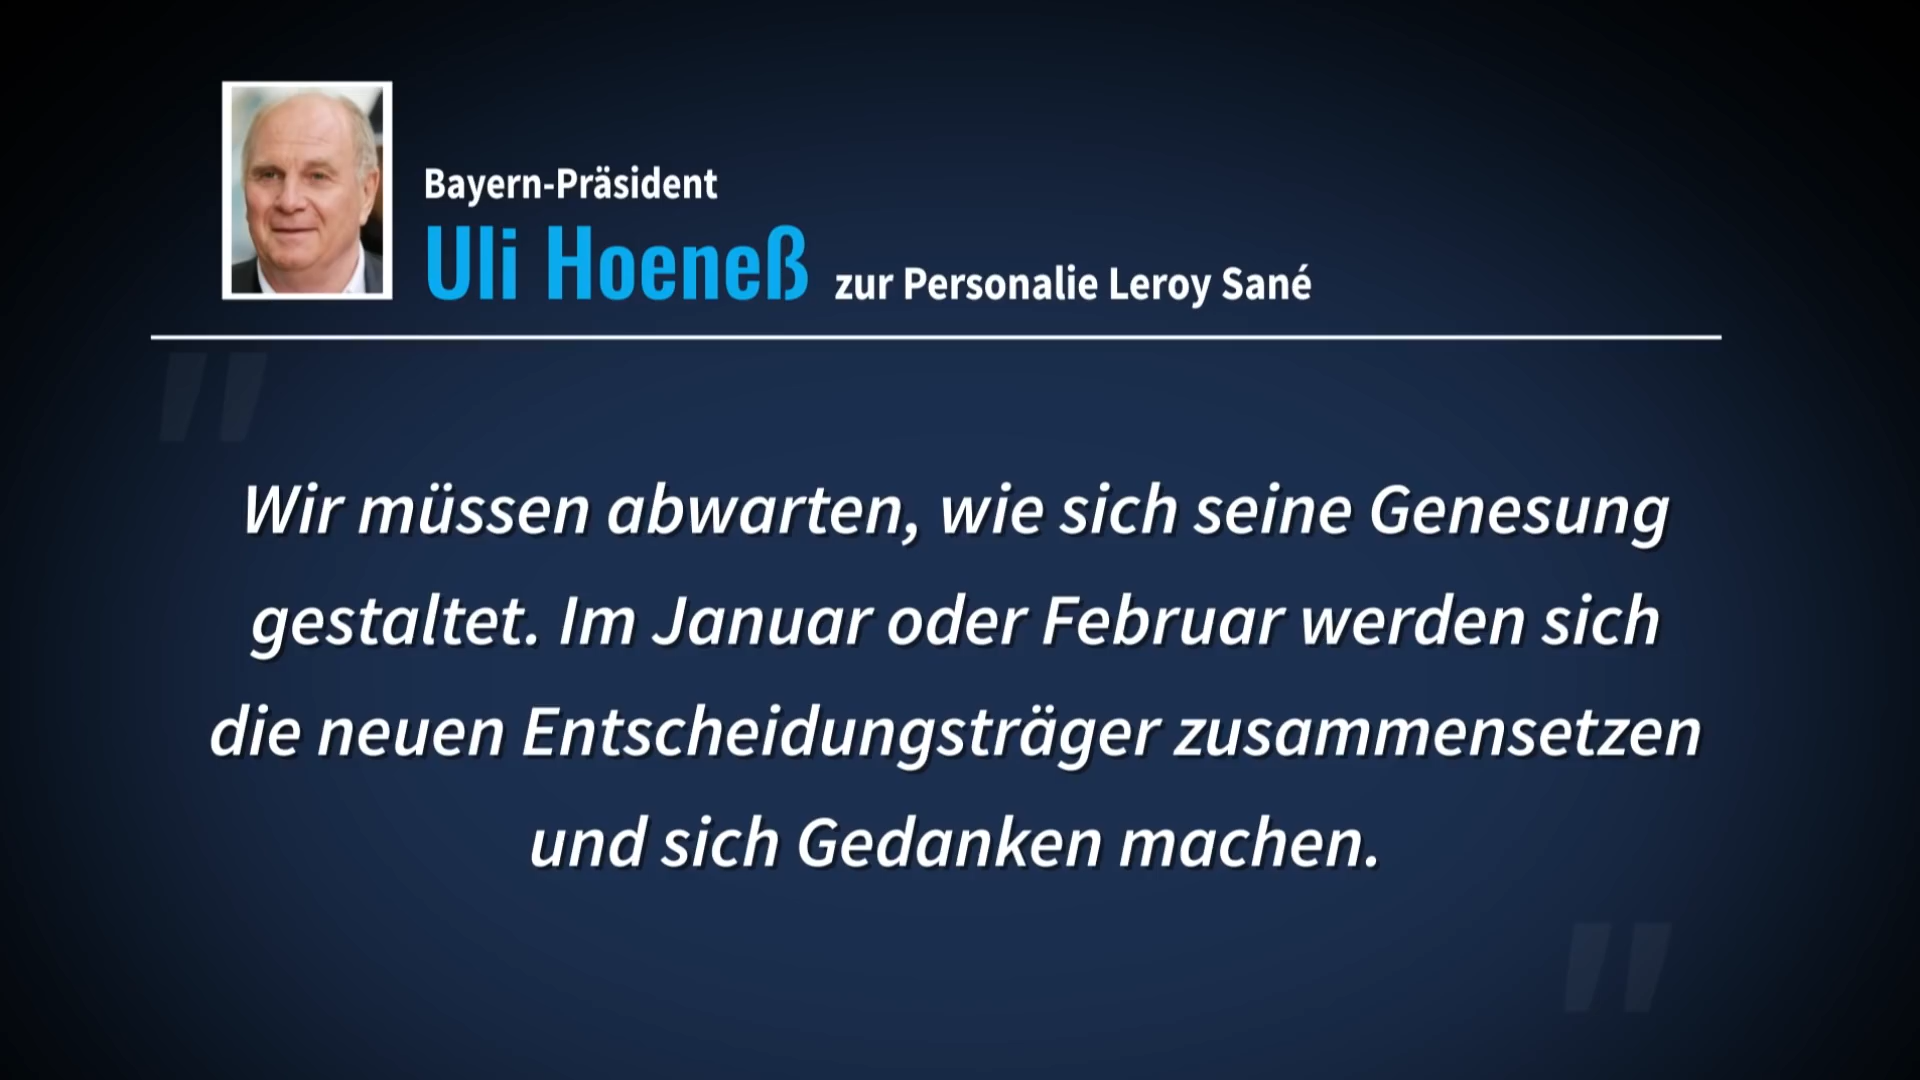 Bayern-Präsident
Uli Hoeneß zur Personalie Leroy Sané
"
Wir müssen abwarten, wie sich seine Genesung
gestaltet. Im Januar oder Februar werden sich
die neuen Entscheidungsträger zusammensetzen
und sich Gedanken machen.
"